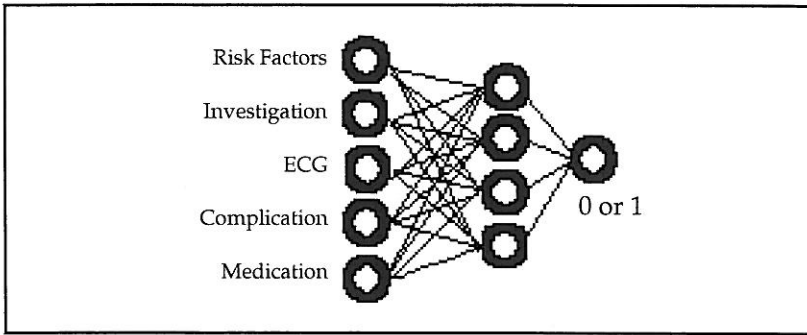 Risk Factors
Investigation
ECG
Complication
Medication
0 or 1